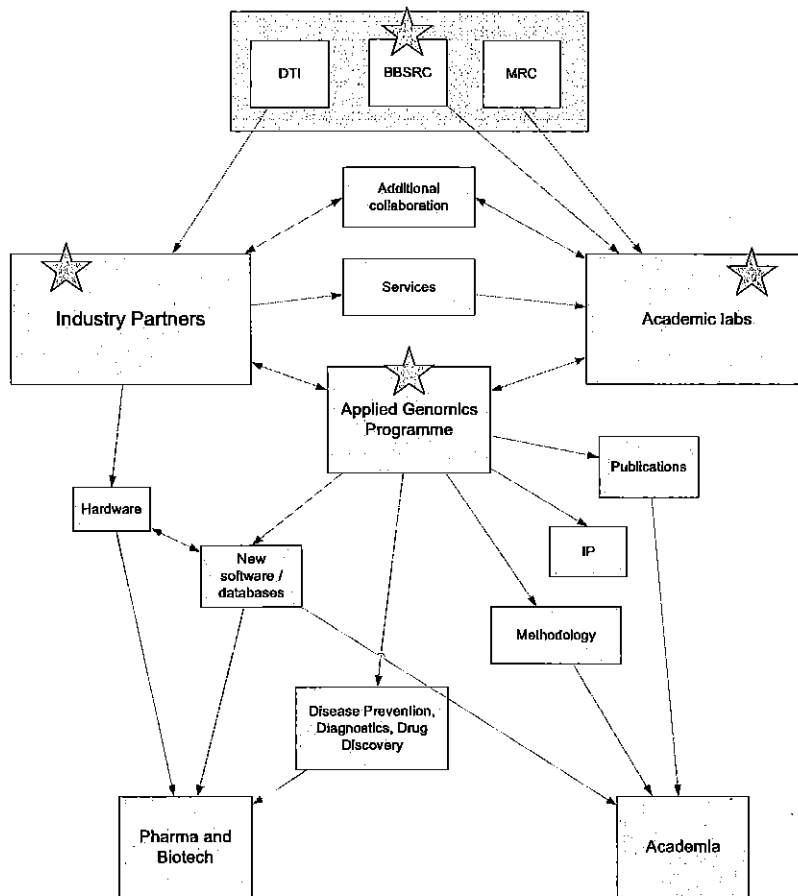 DTI
BBSRC
MRC
Additional
collaboration
Industry Partners
Services
Academic labs
Applied Genomics
Programme
Publications
Hardware
IP
New
software /
databases
Methodology
Disease Prevention,
Diagnostics, Drug
Discovery
Pharma and
Biotech
Academia